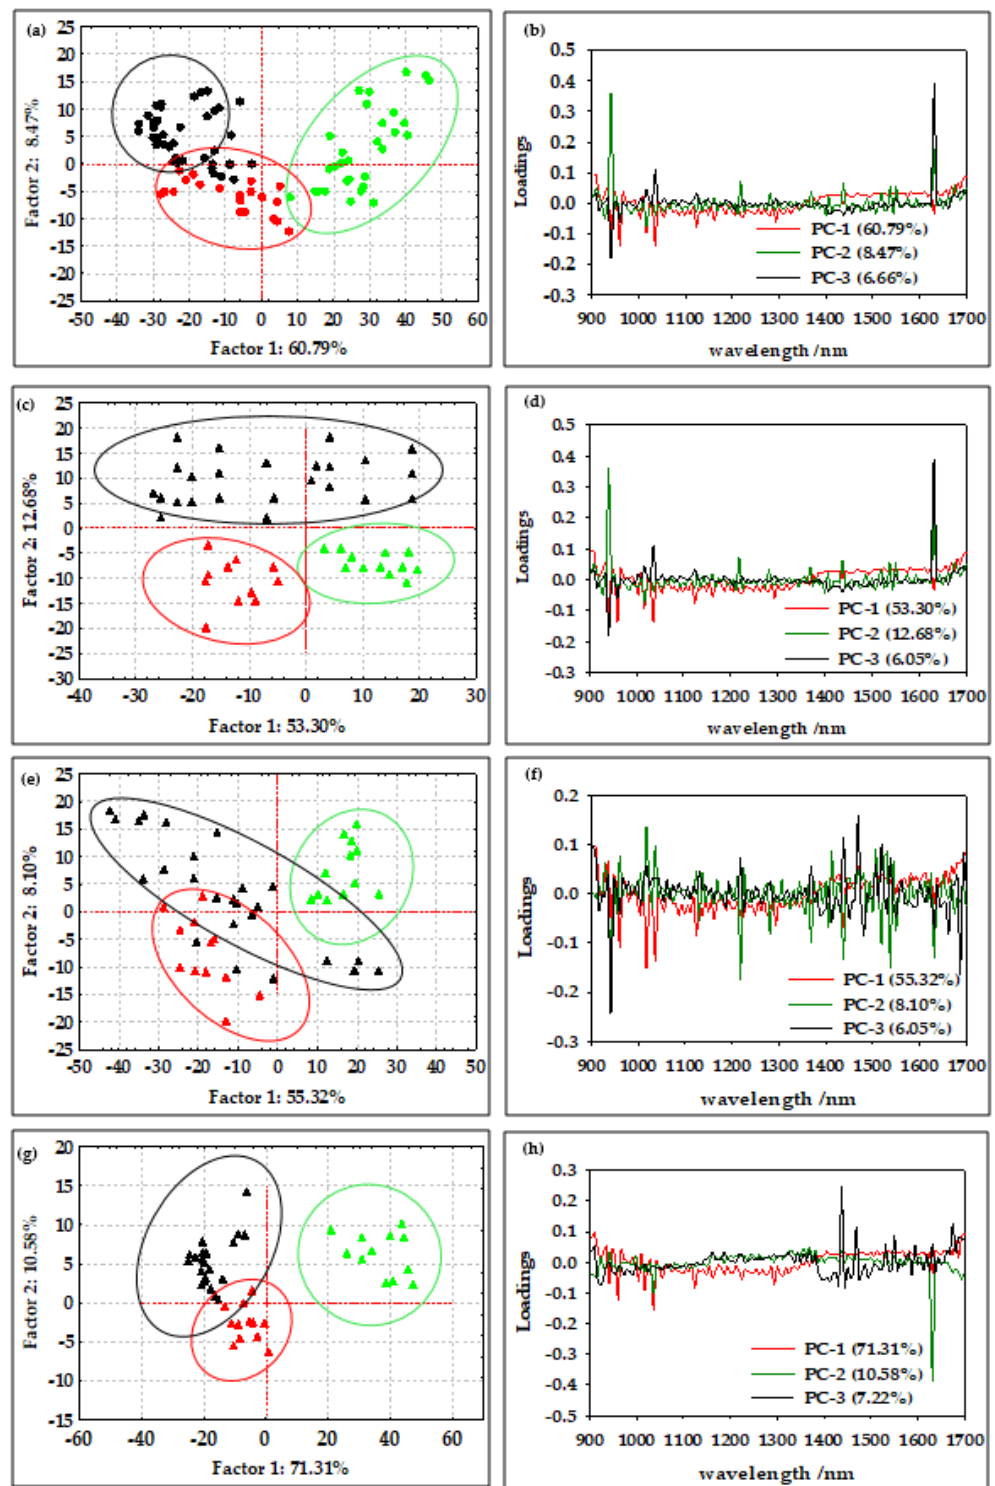 (a)
25
20
15
10
5
0
-5
-10
-15
-20
-25
-50 -40 -30 -20 -10 0 10 20 30 40 50 60
Factor 2: 8.47%
Factor 1: 60.79%
(b)
0.5
0.4
0.3
0.2
0.1
0.0
-0.1
-0.2
-0.3
Loadings
PC-1 (60.79%)
PC-2 (8.47%)
PC-3 (6.66%)
900 1000 1100 1200 1300 1400 1500 1600 1700
wavelength /nm
(c)
25
20
15
10
5
0
-5
-10
-15
-20
-25
-30
-40 -30 -20 -10 0 10 20 30
Factor 2: 12.68%
Factor 1: 53.30%
(d)
0.5
0.4
0.3
0.2
0.1
0.0
-0.1
-0.2
-0.3
Loadings
PC-1 (53.30%)
PC-2 (12.68%)
PC-3 (6.05%)
900 1000 1100 1200 1300 1400 1500 1600 1700
wavelength /nm
(e)
25
20
15
10
5
0
-5
-10
-15
-20
-25
-50 -40 -30 -20 -10 0 10 20 30 40 50
Factor 2: 8.10%
Factor 1: 55.32%
(f)
0.2
0.1
0.0
-0.1
-0.2
-0.3
Loadings
PC-1 (55.32%)
PC-2 (8.10%)
PC-3 (6.05%)
900 1000 1100 1200 1300 1400 1500 1600 1700
wavelength /nm
(g)
20
15
10
5
0
-5
-10
-15
-60 -40 -20 0 20 40 60
Factor 2: 10.58%
Factor 1: 71.31%
(h)
0.3
0.2
0.1
0.0
-0.1
-0.2
-0.3
-0.4
-0.5
Loadings
PC-1 (71.31%)
PC-2 (10.58%)
PC-3 (7.22%)
900 1000 1100 1200 1300 1400 1500 1600 1700
wavelength /nm